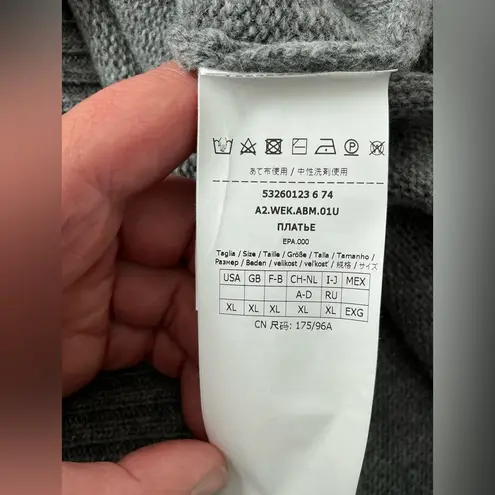 あて布使用 / 中性洗剤使用
53260123 6 74
A2.WEK.ABM.01U
ПЛАТЬЕ
EPA.000
Taglia / Size / Taille / Größe / Talla / Tamanho /
Размер / Beden / velikost / veľkosť / 規格 / サイズ
USA GB F-B CH-NL I-J MEX
A-D RU
XL XL XL XL XL EXG
CN 尺码: 175/96A